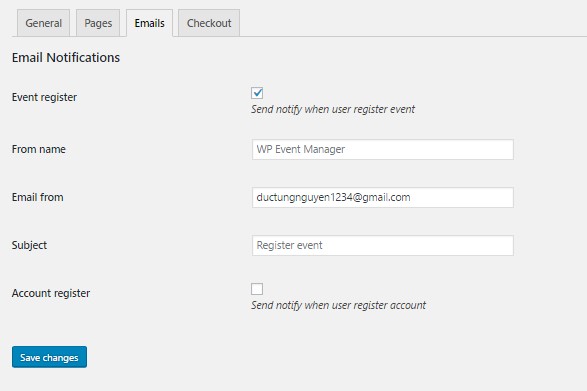 General Pages Emails Checkout
Email Notifications
Event register
Send notify when user register event
From name WP Event Manager
Email from ductungnguyen1234@gmail.com
Subject Register event
Account register
Send notify when user register account
Save changes